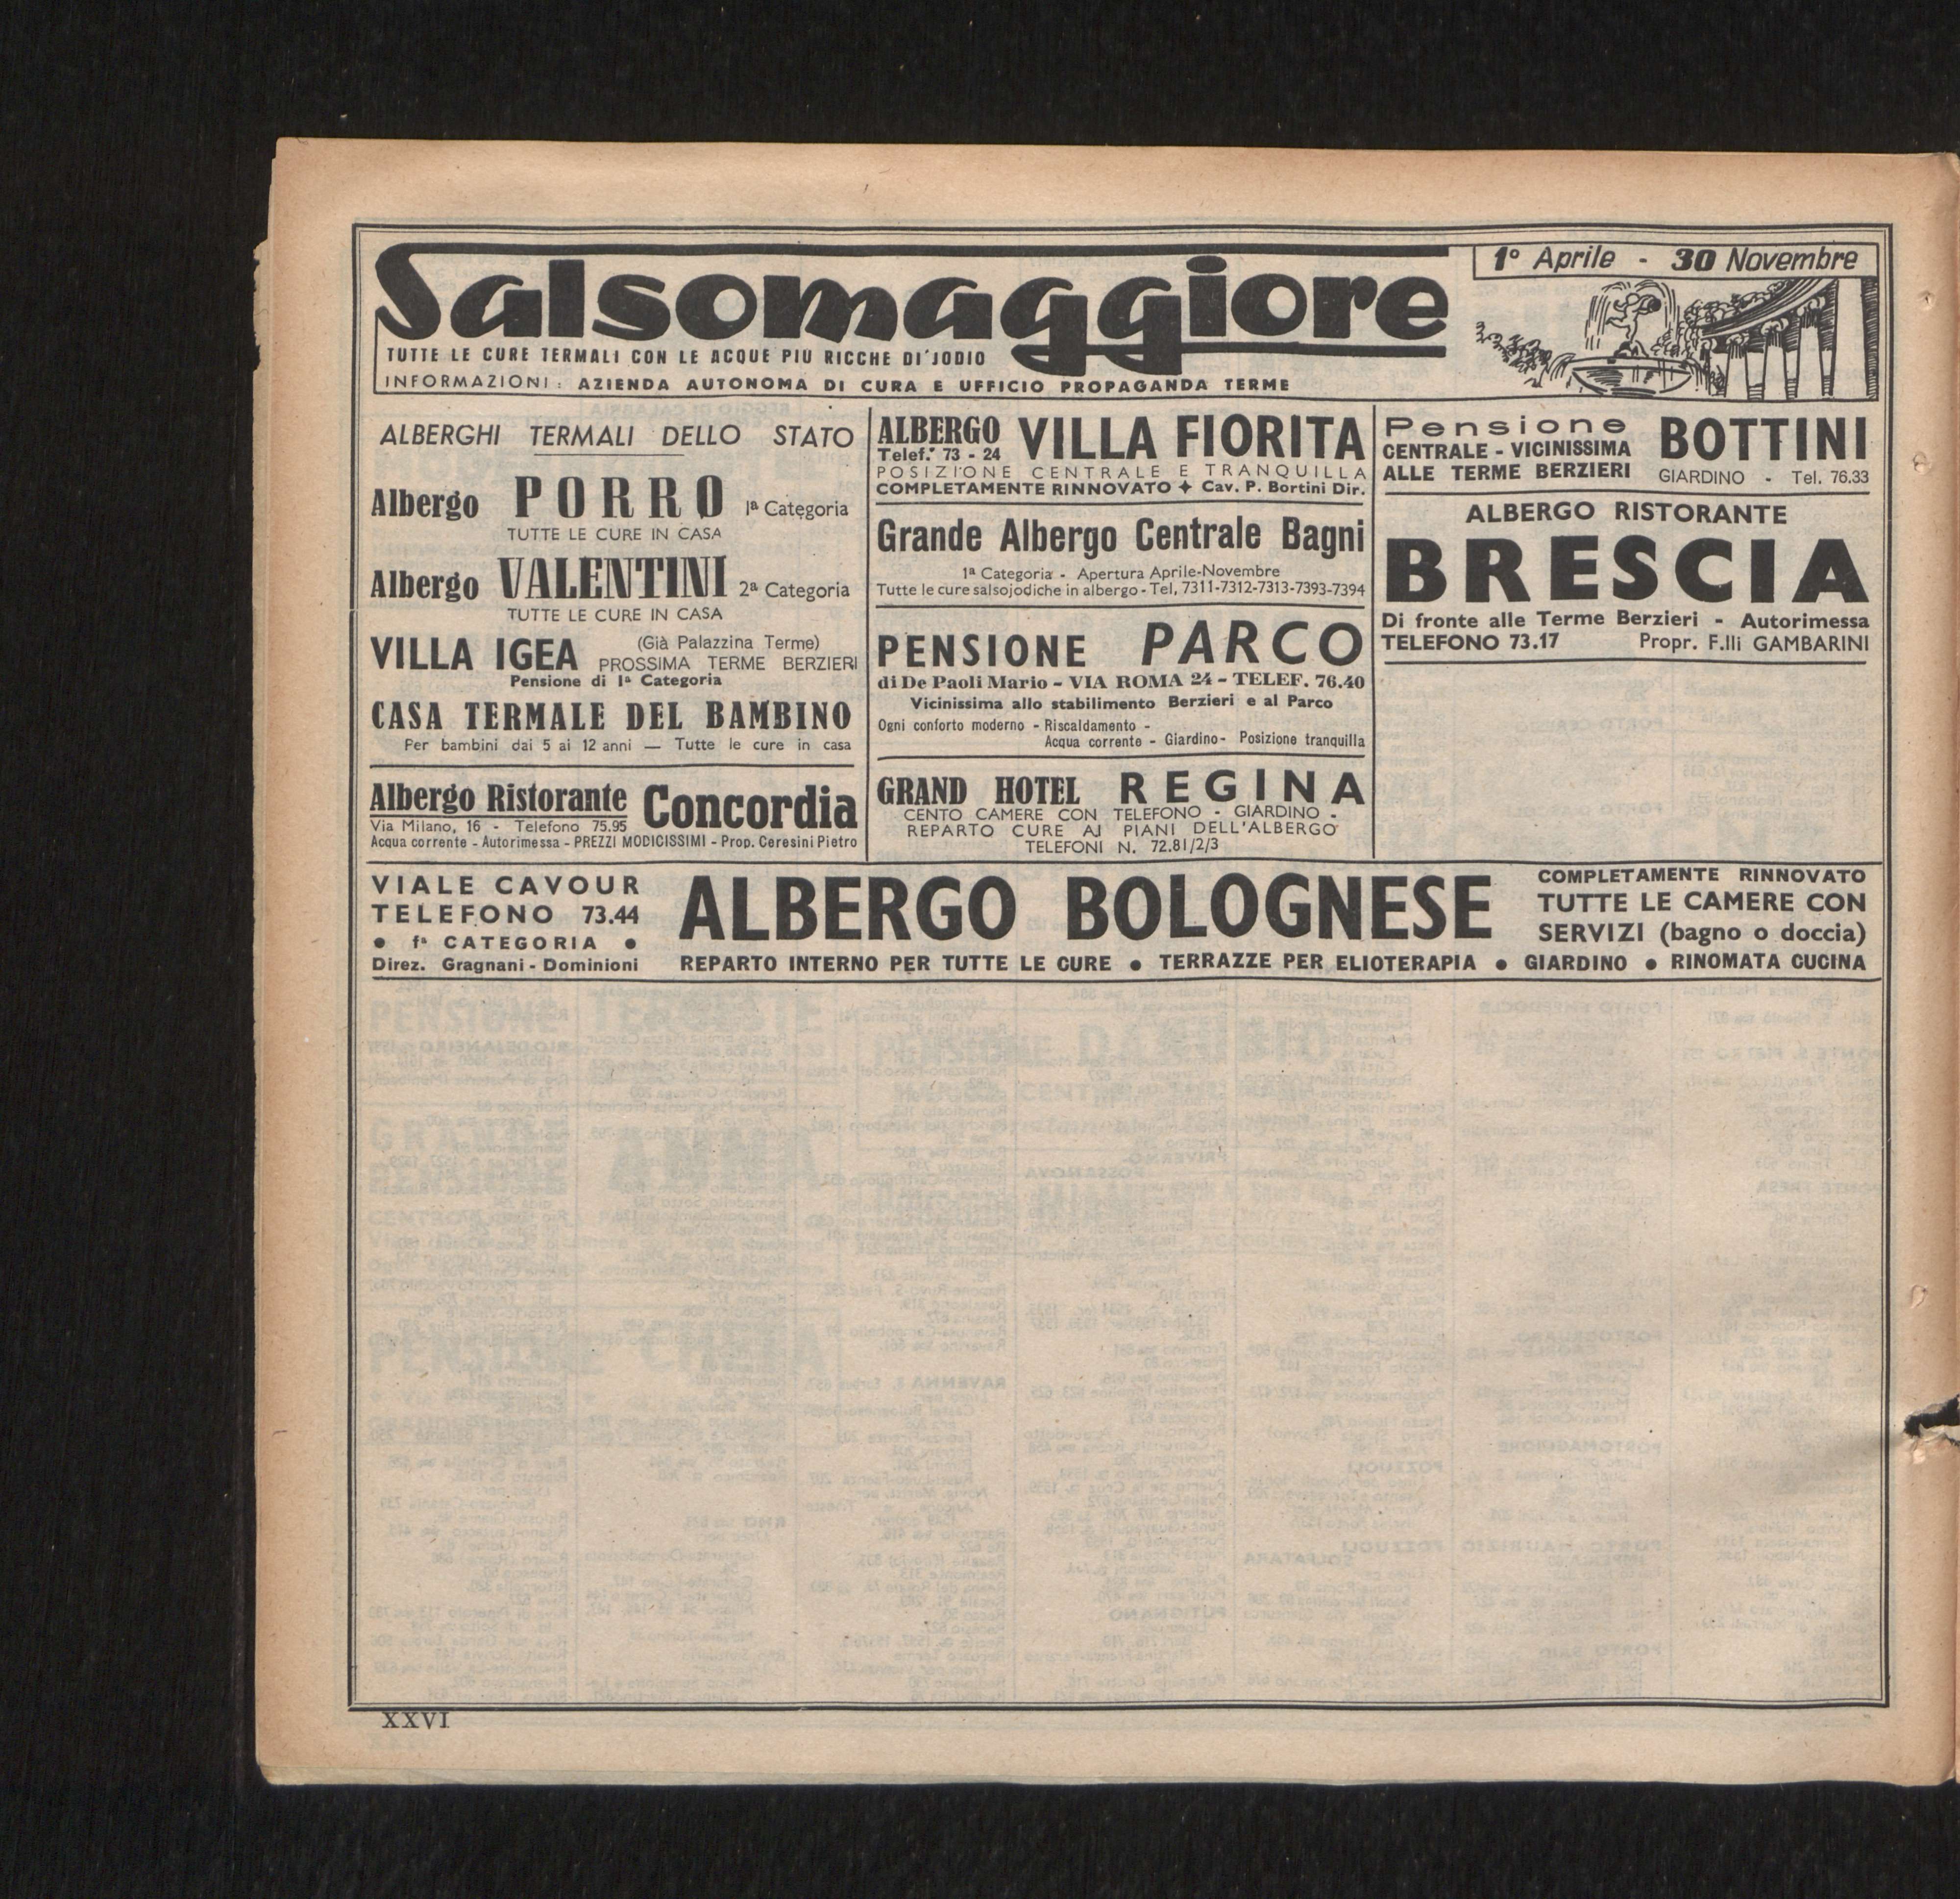 Salsomaggiore
1º Aprile - 30 Novembre
TUTTE LE CURE TERMALI CON LE ACQUE PIU RICCHE DI JODIO
INFORMAZIONI: AZIENDA AUTONOMA DI CURA E UFFICIO PROPAGANDA TERME
ALBERGHI TERMALI DELLO STATO
Albergo PORRO 1ª Categoria
TUTTE LE CURE IN CASA
Albergo VALENTINI 2ª Categoria
TUTTE LE CURE IN CASA
VILLA IGEA (Già Palazzina Terme)
PROSSIMA TERME BERZIERI
Pensione di 1ª Categoria
CASA TERMALE DEL BAMBINO
Per bambini dai 5 ai 12 anni — Tutte le cure in casa
Albergo Ristorante Concordia
Via Milano, 16 - Telefono 75.95
Acqua corrente - Autorimessa - PREZZI MODICISSIMI - Prop. Ceresini Pietro
ALBERGO VILLA FIORITA
Telef. 73 - 24
POSIZIONE CENTRALE E TRANQUILLA
COMPLETAMENTE RINNOVATO ✦ Cav. P. Bortini Dir.
Grande Albergo Centrale Bagni
1ª Categoria - Apertura Aprile-Novembre
Tutte le cure salsojodiche in albergo - Tel. 7311-7312-7313-7393-7394
PENSIONE PARCO
di De Paoli Mario - VIA ROMA 24 - TELEF. 76.40
Vicinissima allo stabilimento Berzieri e al Parco
Ogni conforto moderno - Riscaldamento -
Acqua corrente - Giardino - Posizione tranquilla
GRAND HOTEL REGINA
CENTO CAMERE CON TELEFONO - GIARDINO -
REPARTO CURE AI PIANI DELL'ALBERGO
TELEFONI N. 72.81/2/3
Pensione BOTTINI
CENTRALE - VICINISSIMA
ALLE TERME BERZIERI GIARDINO - Tel. 76.33
ALBERGO RISTORANTE
BRESCIA
Di fronte alle Terme Berzieri - Autorimessa
TELEFONO 73.17 Propr. F.lli GAMBARINI
VIALE CAVOUR
TELEFONO 73.44
• 1ª CATEGORIA •
Direz. Gragnani - Dominioni
ALBERGO BOLOGNESE
COMPLETAMENTE RINNOVATO
TUTTE LE CAMERE CON
SERVIZI (bagno o doccia)
REPARTO INTERNO PER TUTTE LE CURE • TERRAZZE PER ELIOTERAPIA • GIARDINO • RINOMATA CUCINA
XXVI